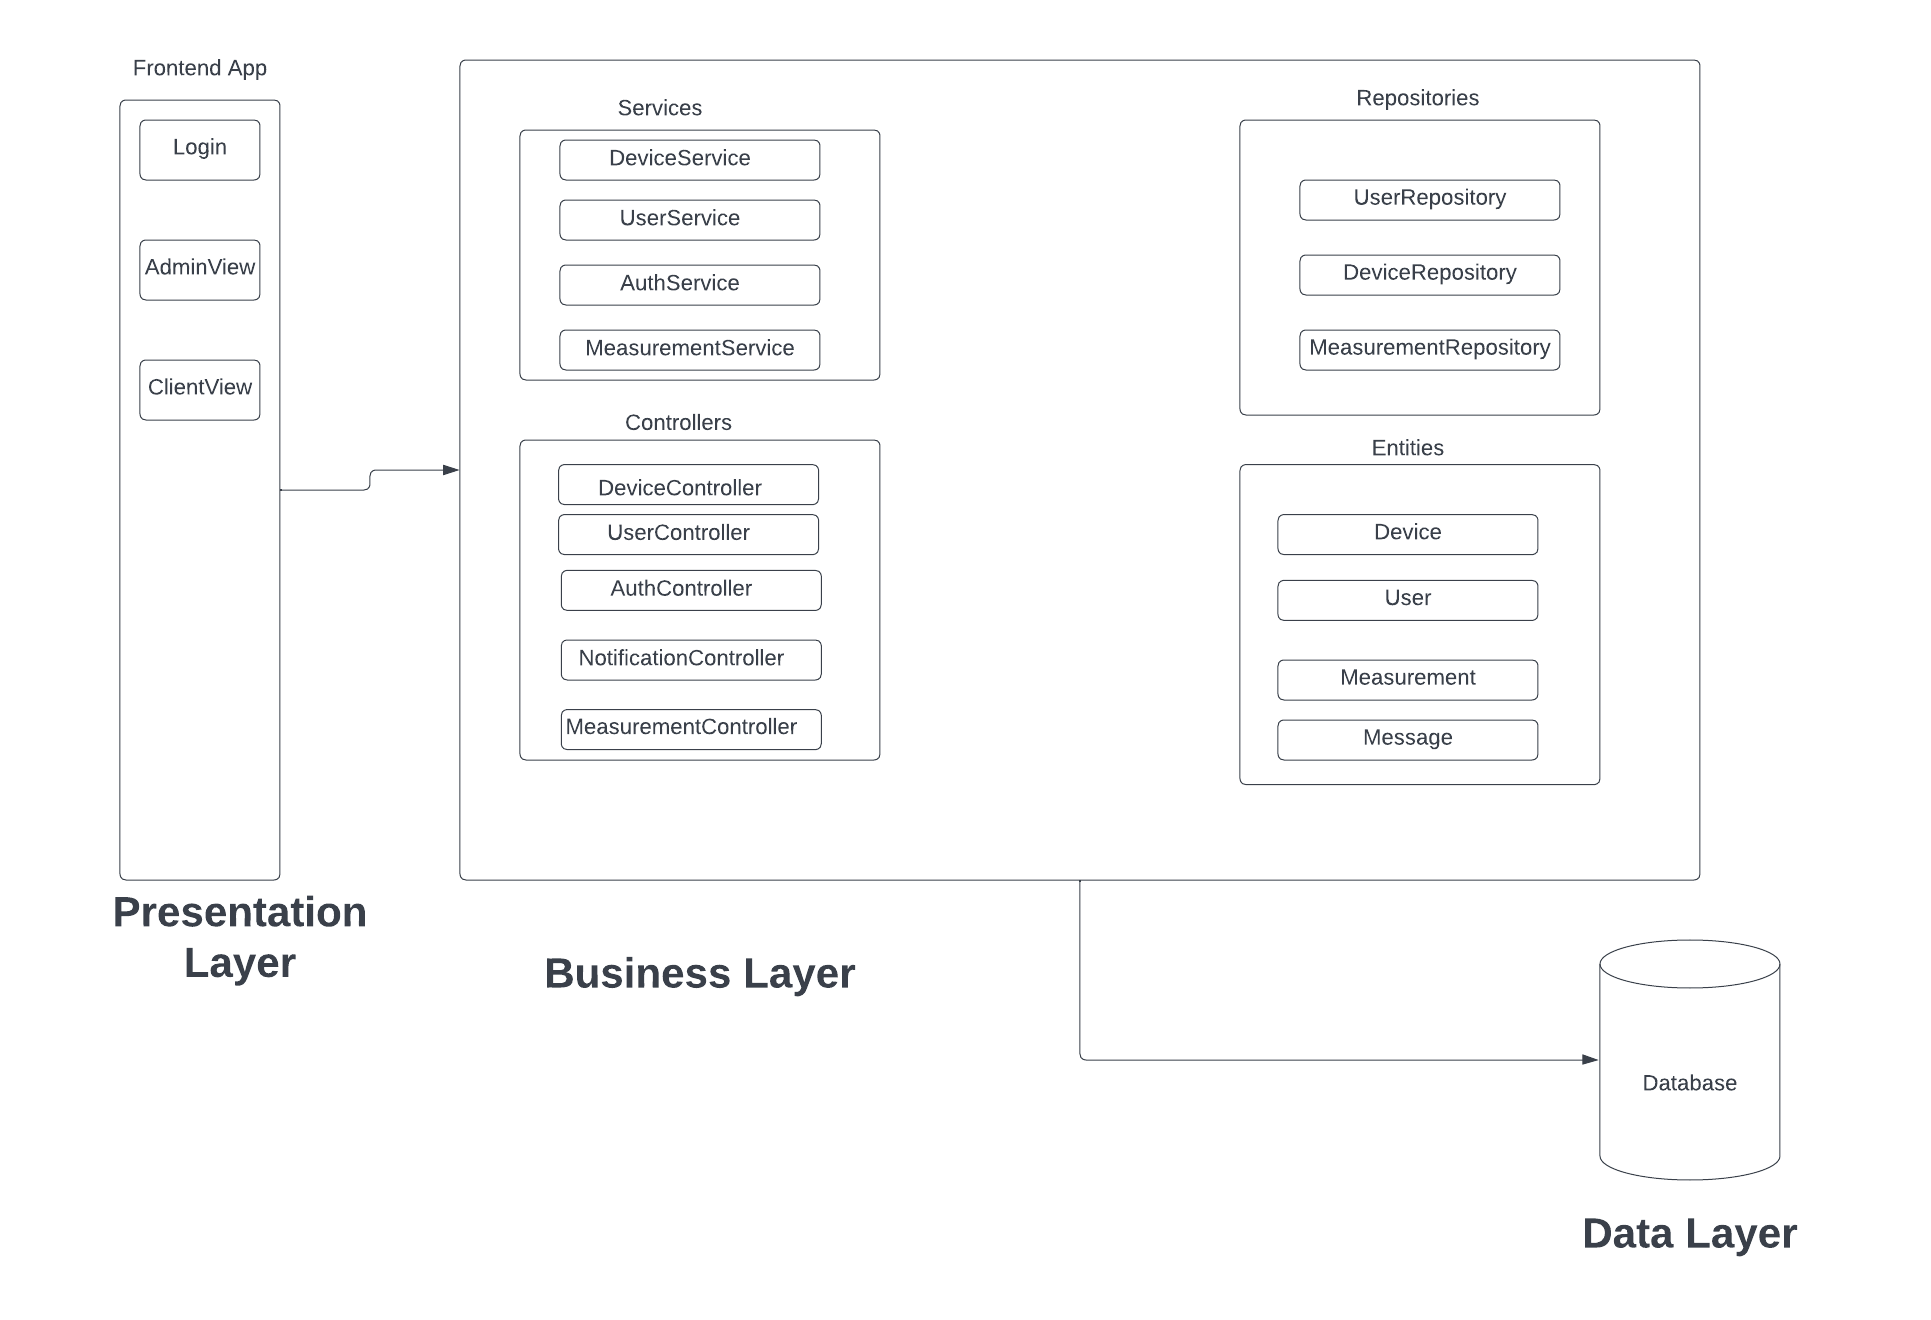 Frontend App
Login
AdminView
ClientView
Presentation
Layer
Services
DeviceService
UserService
AuthService
MeasurementService
Controllers
DeviceController
UserController
AuthController
NotificationController
MeasurementController
Repositories
UserRepository
DeviceRepository
MeasurementRepository
Entities
Device
User
Measurement
Message
Business Layer
Database
Data Layer